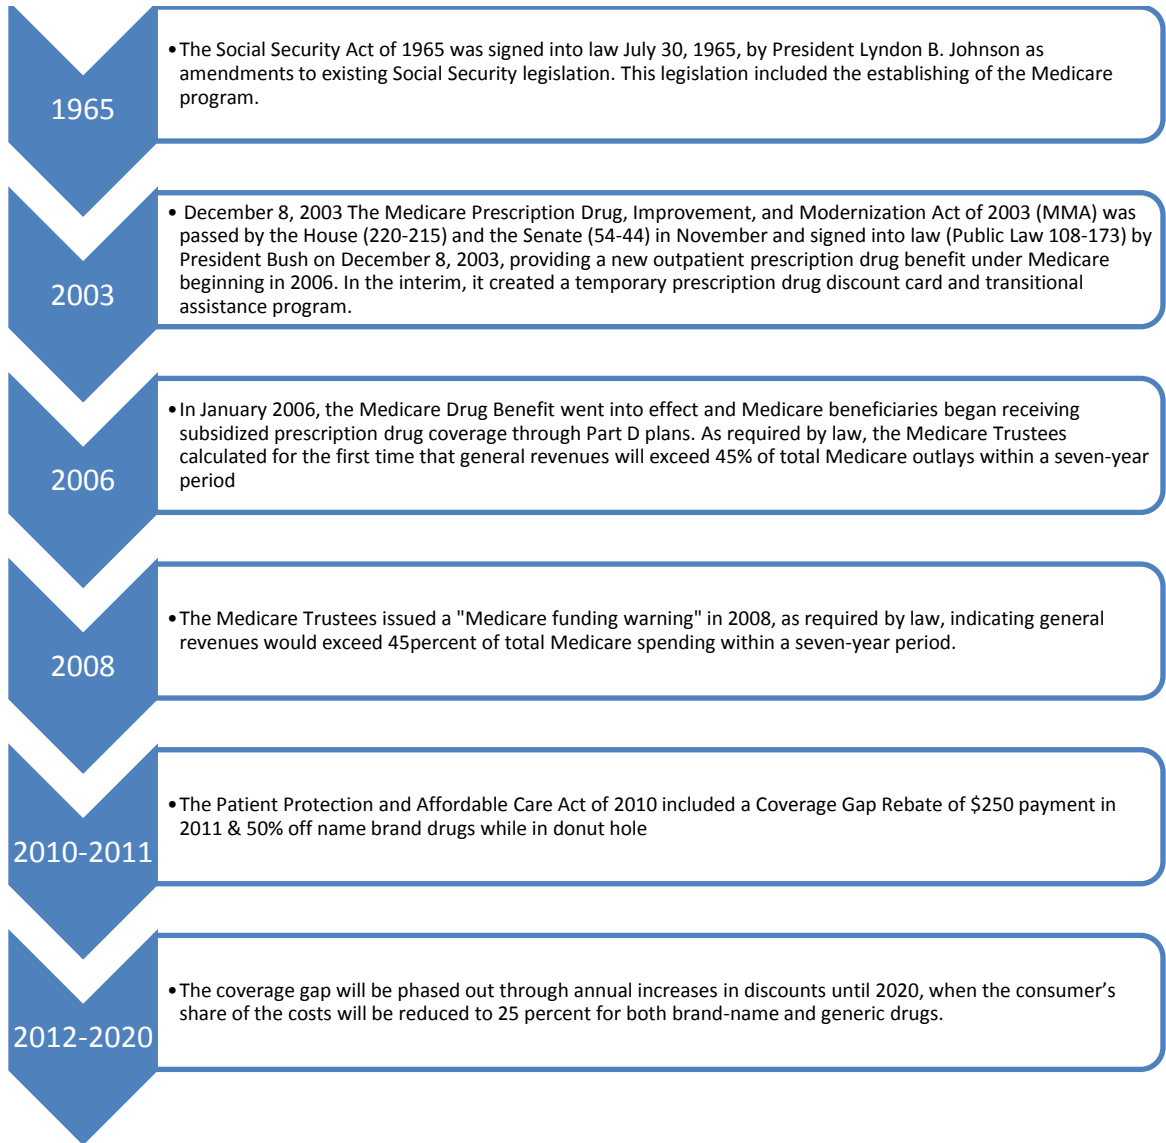 1965
•The Social Security Act of 1965 was signed into law July 30, 1965, by President Lyndon B. Johnson as
amendments to existing Social Security legislation. This legislation included the establishing of the Medicare
program.
2003
• December 8, 2003 The Medicare Prescription Drug, Improvement, and Modernization Act of 2003 (MMA) was
passed by the House (220-215) and the Senate (54-44) in November and signed into law (Public Law 108-173) by
President Bush on December 8, 2003, providing a new outpatient prescription drug benefit under Medicare
beginning in 2006. In the interim, it created a temporary prescription drug discount card and transitional
assistance program.
2006
•In January 2006, the Medicare Drug Benefit went into effect and Medicare beneficiaries began receiving
subsidized prescription drug coverage through Part D plans. As required by law, the Medicare Trustees
calculated for the first time that general revenues will exceed 45% of total Medicare outlays within a seven-year
period
2008
•The Medicare Trustees issued a "Medicare funding warning" in 2008, as required by law, indicating general
revenues would exceed 45percent of total Medicare spending within a seven-year period.
2010-2011
•The Patient Protection and Affordable Care Act of 2010 included a Coverage Gap Rebate of $250 payment in
2011 & 50% off name brand drugs while in donut hole
2012-2020
•The coverage gap will be phased out through annual increases in discounts until 2020, when the consumer's
share of the costs will be reduced to 25 percent for both brand-name and generic drugs.